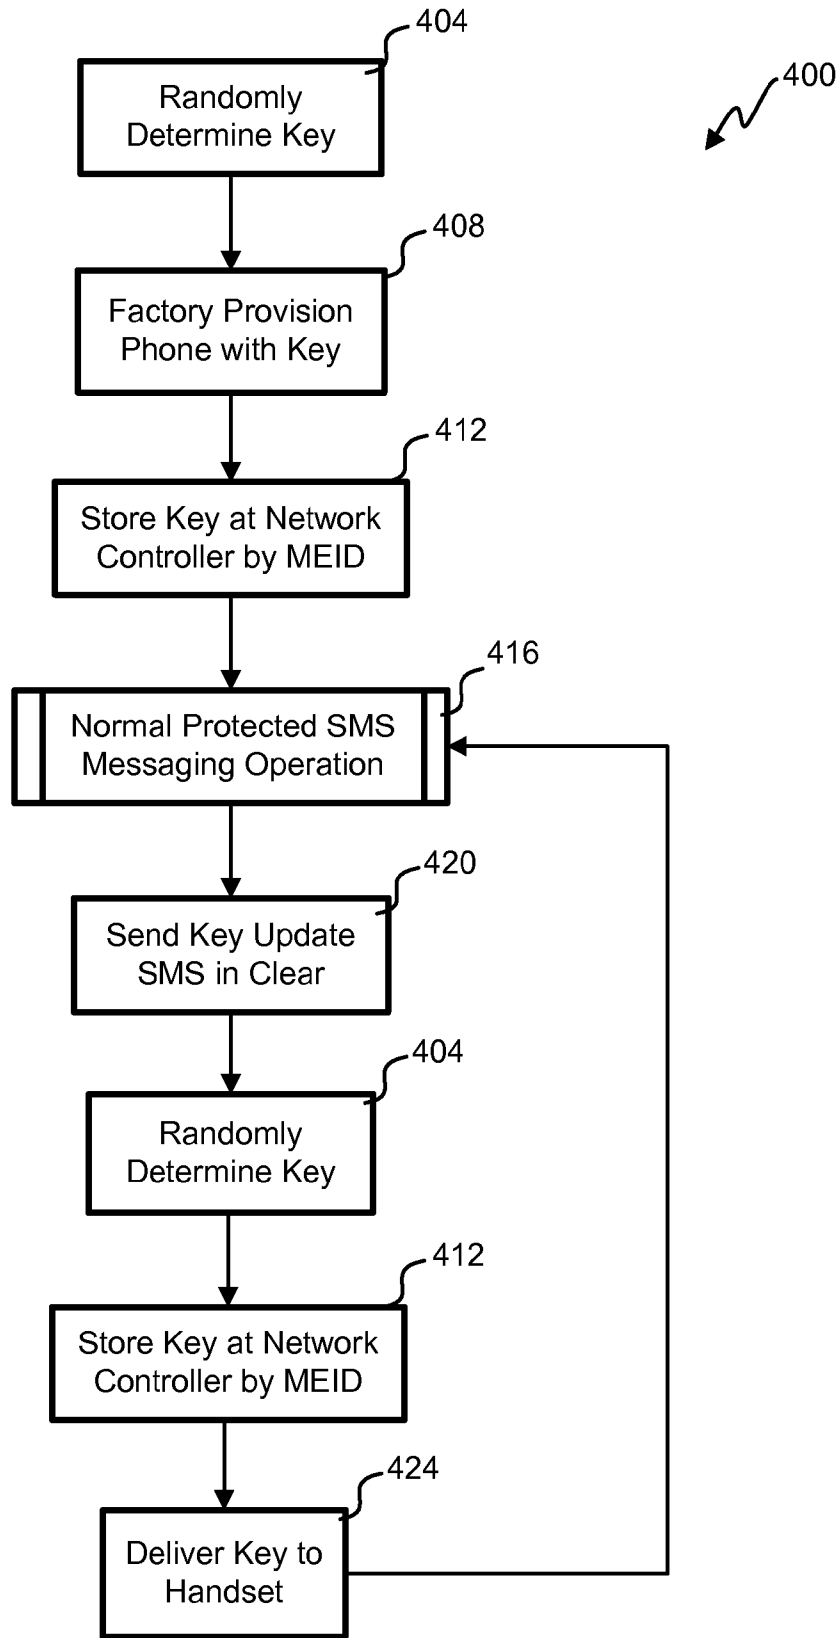 404
400
Randomly
Determine Key
408
Factory Provision
Phone with Key
412
Store Key at Network
Controller by MEID
416
Normal Protected SMS
Messaging Operation
420
Send Key Update
SMS in Clear
404
Randomly
Determine Key
412
Store Key at Network
Controller by MEID
424
Deliver Key to
Handset